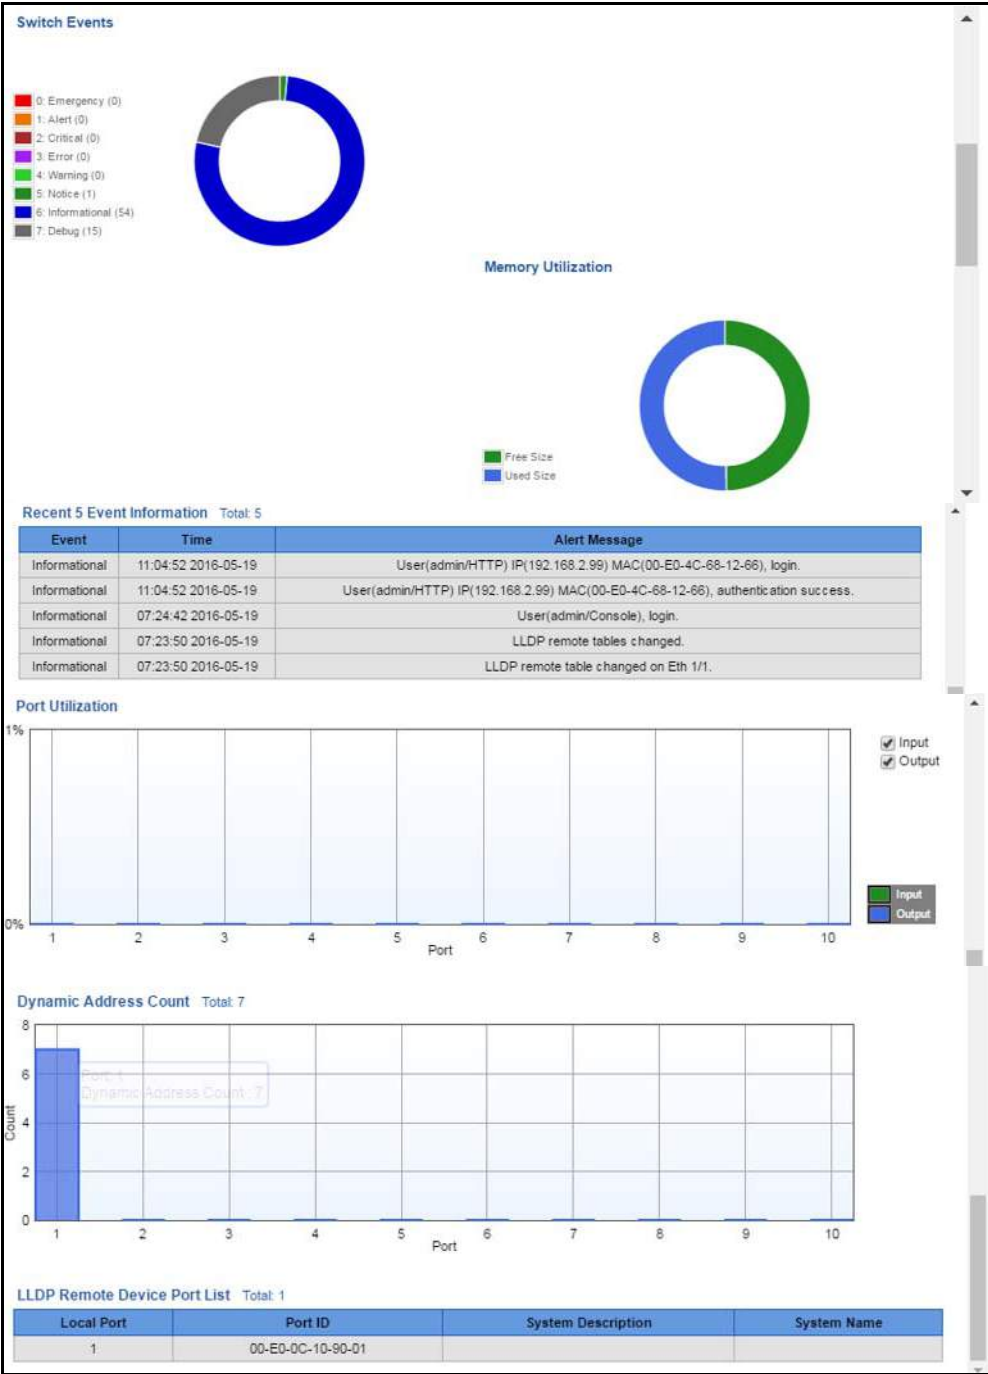 Switch Events
0: Emergency (0)
1: Alert (0)
2: Critical (0)
3: Error (0)
4: Warning (0)
5: Notice (1)
6: Informational (54)
7: Debug (15)
Memory Utilization
Free Size
Used Size
Recent 5 Event Information Total: 5
Event Time Alert Message
Informational 11:04:52 2016-05-19 User(admin/HTTP) IP(192.168.2.99) MAC(00-E0-4C-68-12-66), login.
Informational 11:04:52 2016-05-19 User(admin/HTTP) IP(192.168.2.99) MAC(00-E0-4C-68-12-66), authentication success.
Informational 07:24:42 2016-05-19 User(admin/Console), login.
Informational 07:23:50 2016-05-19 LLDP remote tables changed.
Informational 07:23:50 2016-05-19 LLDP remote table changed on Eth 1/1.
Port Utilization
1%
Input
Output
Input
Output
0%
1 2 3 4 5 6 7 8 9 10
Port
Dynamic Address Count Total: 7
8
6
Port: 1
Dynamic Address Count : 7
4
Count
2
0
1 2 3 4 5 6 7 8 9 10
Port
LLDP Remote Device Port List Total: 1
Local Port Port ID System Description System Name
1 00-E0-0C-10-90-01